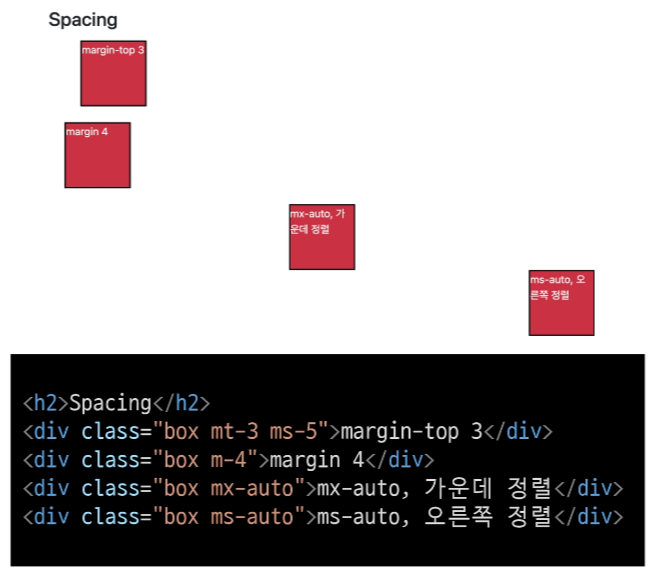 Spacing
margin-top 3
margin 4
mx-auto, 가
운데 정렬
ms-auto, 오
른쪽 정렬
<h2>Spacing</h2>
<div class="box mt-3 ms-5">margin-top 3</div>
<div class="box m-4">margin 4</div>
<div class="box mx-auto">mx-auto, 가운데 정렬</div>
<div class="box ms-auto">ms-auto, 오른쪽 정렬</div>